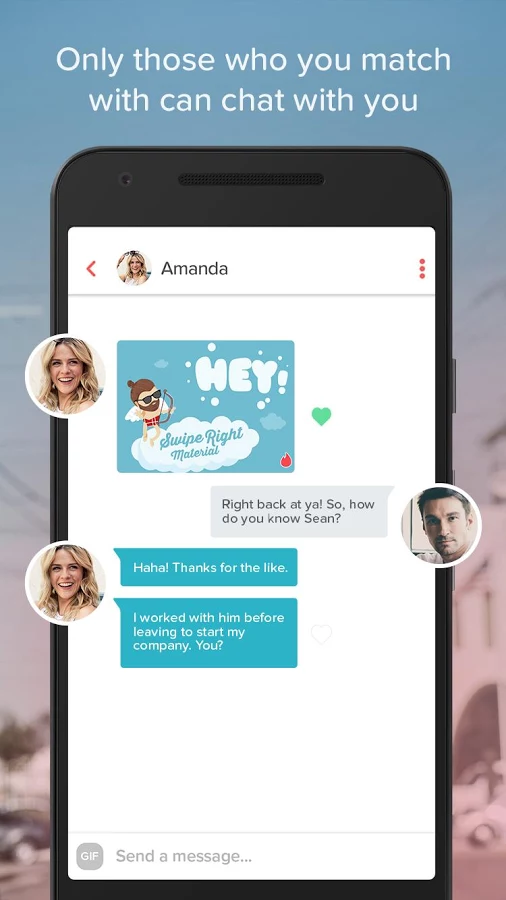 Only those who you match
with can chat with you
Amanda
HEY!
Swipe Right
Material
Right back at ya! So, how
do you know Sean?
Haha! Thanks for the like.
I worked with him before
leaving to start my
company. You?
GIF
Send a message...